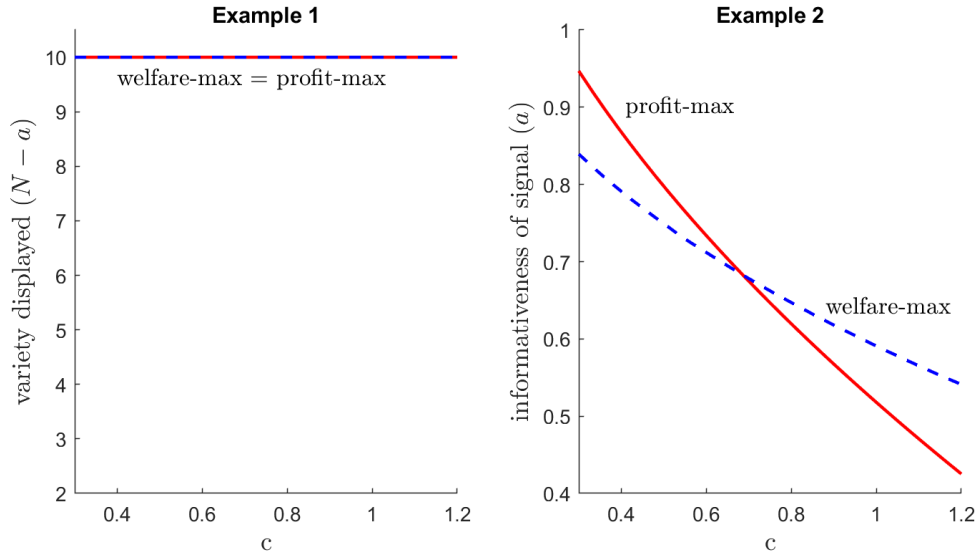 Example 1
variety displayed (N − a)
10
9
8
7
6
5
4
3
2
welfare-max = profit-max
0.4
0.6
0.8
1
1.2
c
Example 2
informativeness of signal (a)
1
0.9
0.8
0.7
0.6
0.5
0.4
profit-max
welfare-max
0.4
0.6
0.8
1
1.2
c